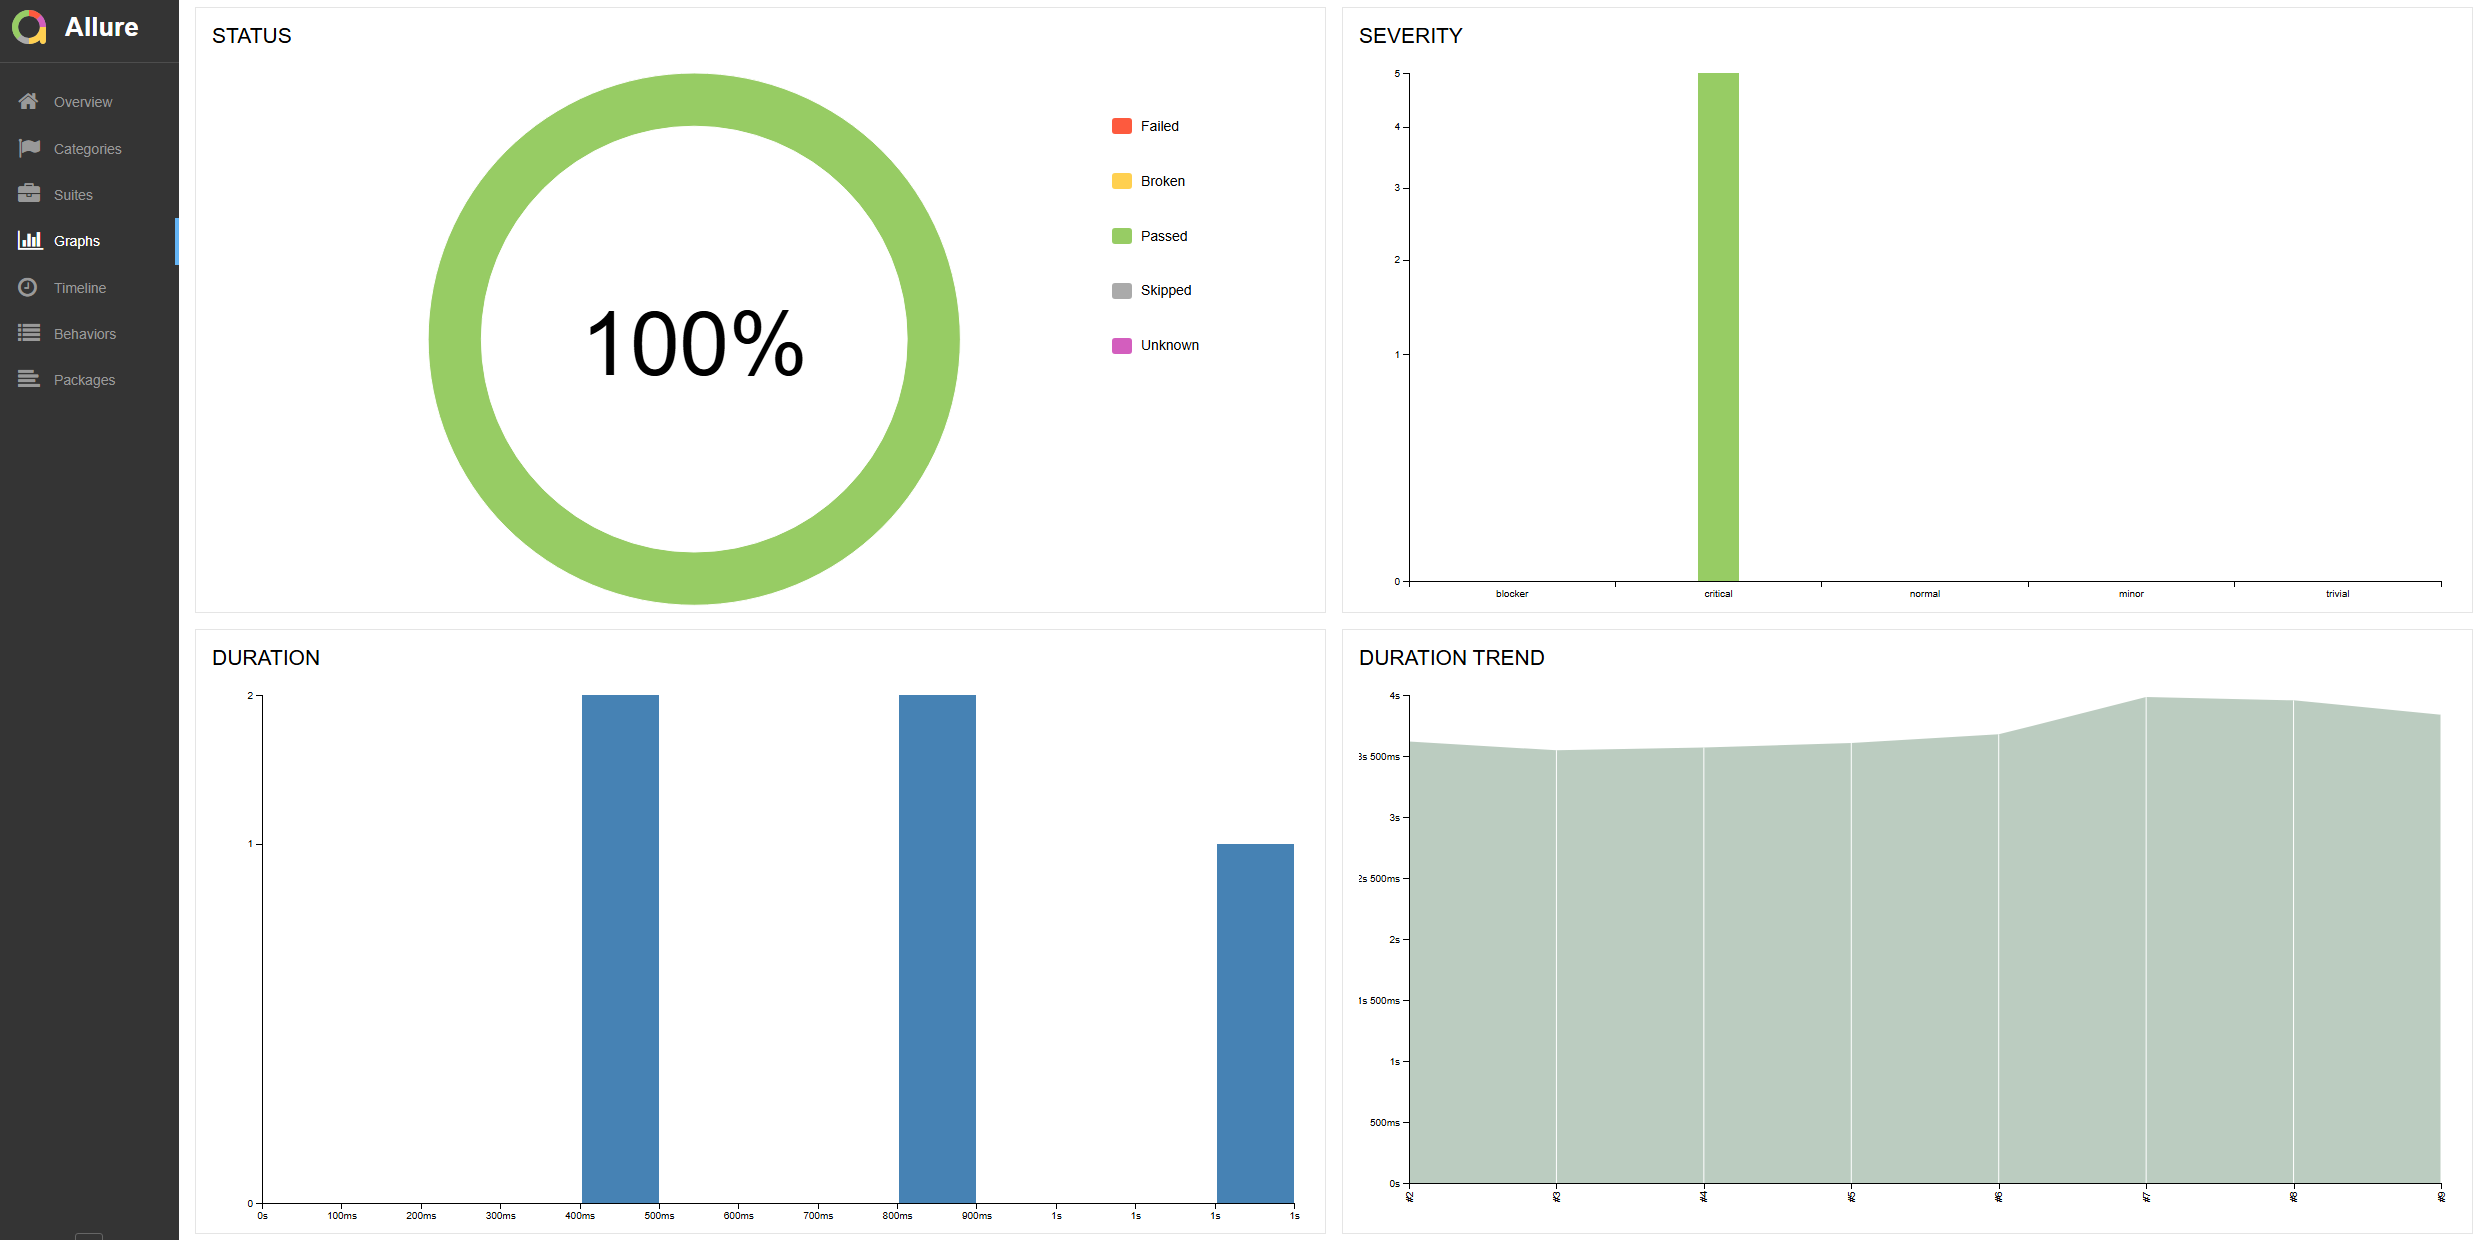 Allure
Overview
Categories
Suites
Graphs
Timeline
Behaviors
Packages
STATUS
100%
Failed
Broken
Passed
Skipped
Unknown
SEVERITY
5
4
3
2
1
0
blocker critical normal minor trivial
DURATION
2
1
0
0s 100ms 200ms 300ms 400ms 500ms 600ms 700ms 800ms 900ms 1s 1s 1s 1s
DURATION TREND
4s
3s 500ms
3s
2s 500ms
2s
1s 500ms
1s
500ms
0s
#2 #3 #4 #5 #6 #7 #8 #9